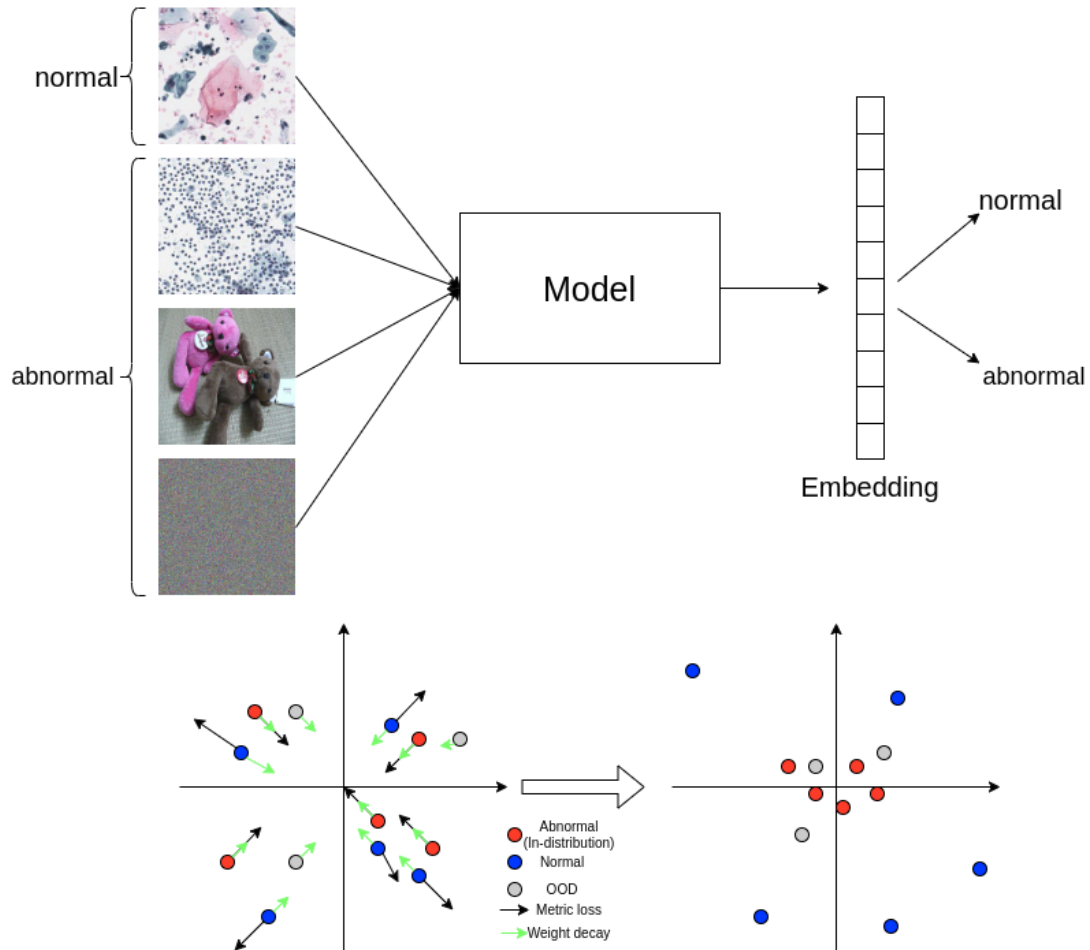 normal
abnormal
Model
normal
abnormal
Embedding
Abnormal
(In-distribution)
Normal
OOD
Metric loss
Weight decay